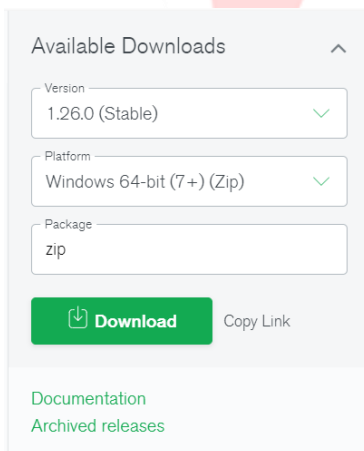 Available Downloads
Version
1.26.0 (Stable)
Platform
Windows 64-bit (7+) (Zip)
Package
zip
Download Copy Link
Documentation
Archived releases